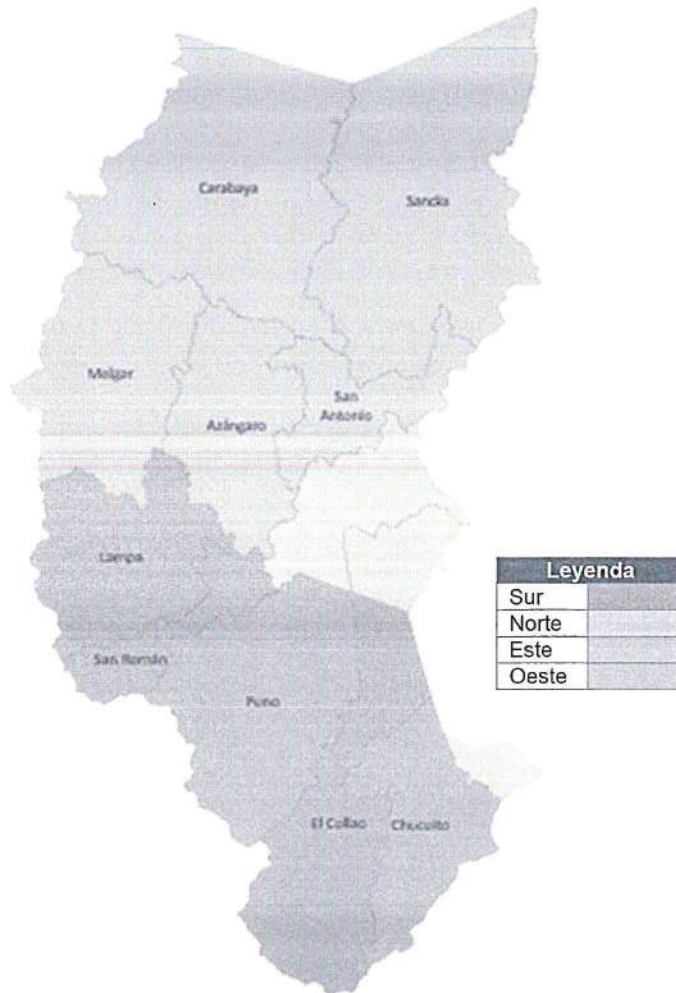 Carabaya
Sandia
Melgar
San
Antonio
Azángaro
Lampa
Leyenda
Sur
Norte
Este
Oeste
San Román
Puno
El Collao
Chucuito